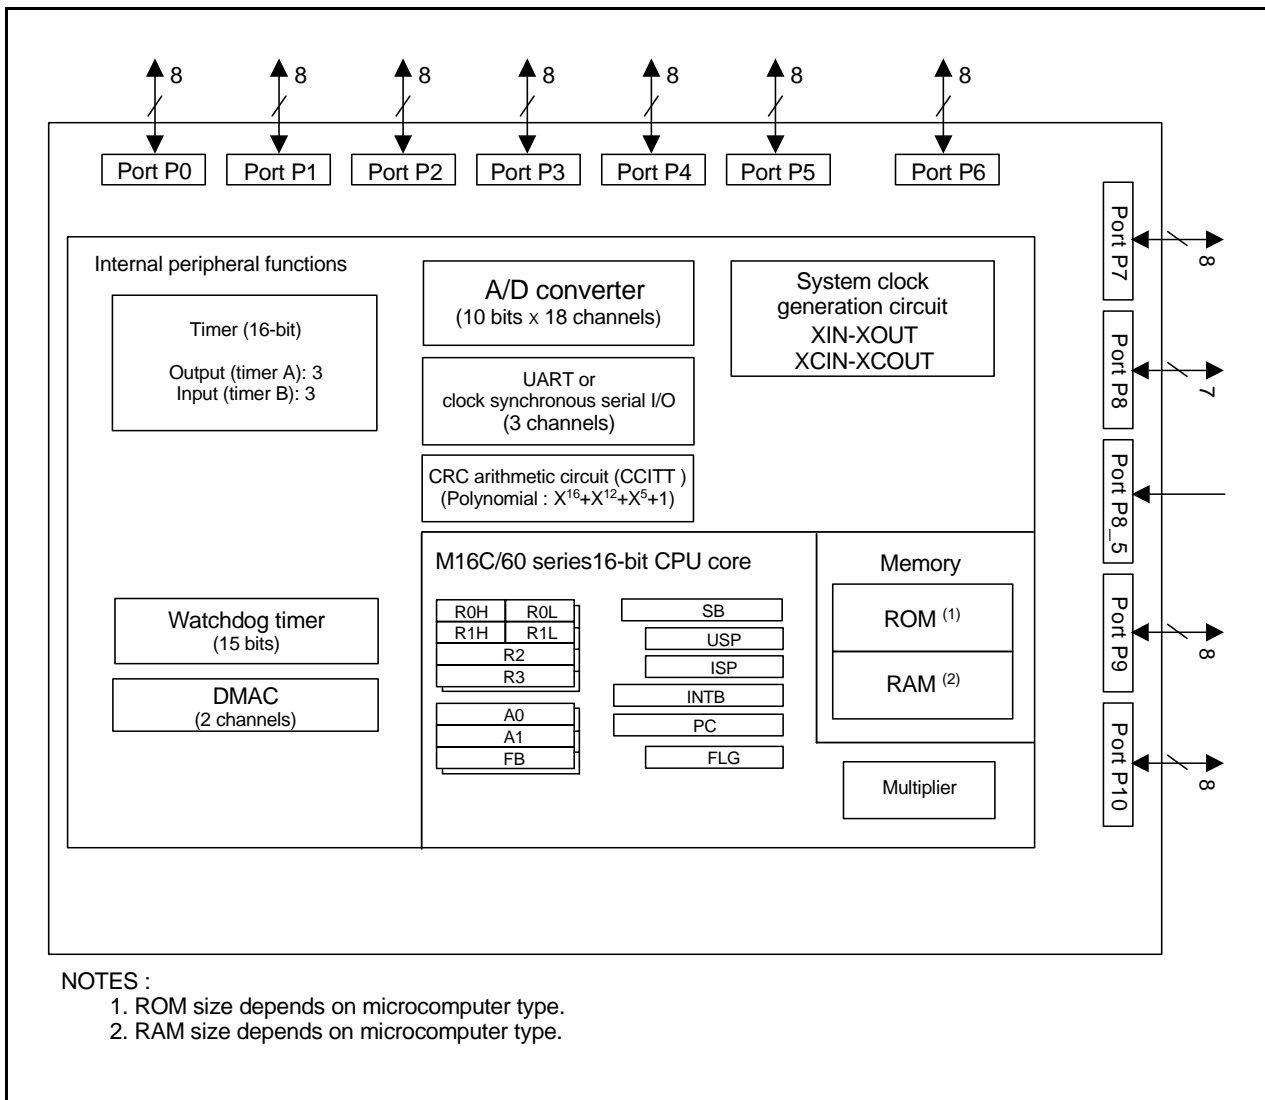 8 8 8 8 8 8 8
Port P0 Port P1 Port P2 Port P3 Port P4 Port P5 Port P6
Port P7
8
Port P8
7
Port P8_5
Port P9
8
Port P10
8
Internal peripheral functions
Timer (16-bit)
Output (timer A): 3
Input (timer B): 3
A/D converter
(10 bits x 18 channels)
System clock
generation circuit
XIN-XOUT
XCIN-XCOUT
UART or
clock synchronous serial I/O
(3 channels)
CRC arithmetic circuit (CCITT )
(Polynomial : X¹⁶+X¹²+X⁵+1)
Watchdog timer
(15 bits)
DMAC
(2 channels)
M16C/60 series16-bit CPU core
R0H R0L
R1H R1L
R2
R3
A0
A1
FB
SB
USP
ISP
INTB
PC
FLG
Memory
ROM (1)
RAM (2)
Multiplier
NOTES :
1. ROM size depends on microcomputer type.
2. RAM size depends on microcomputer type.